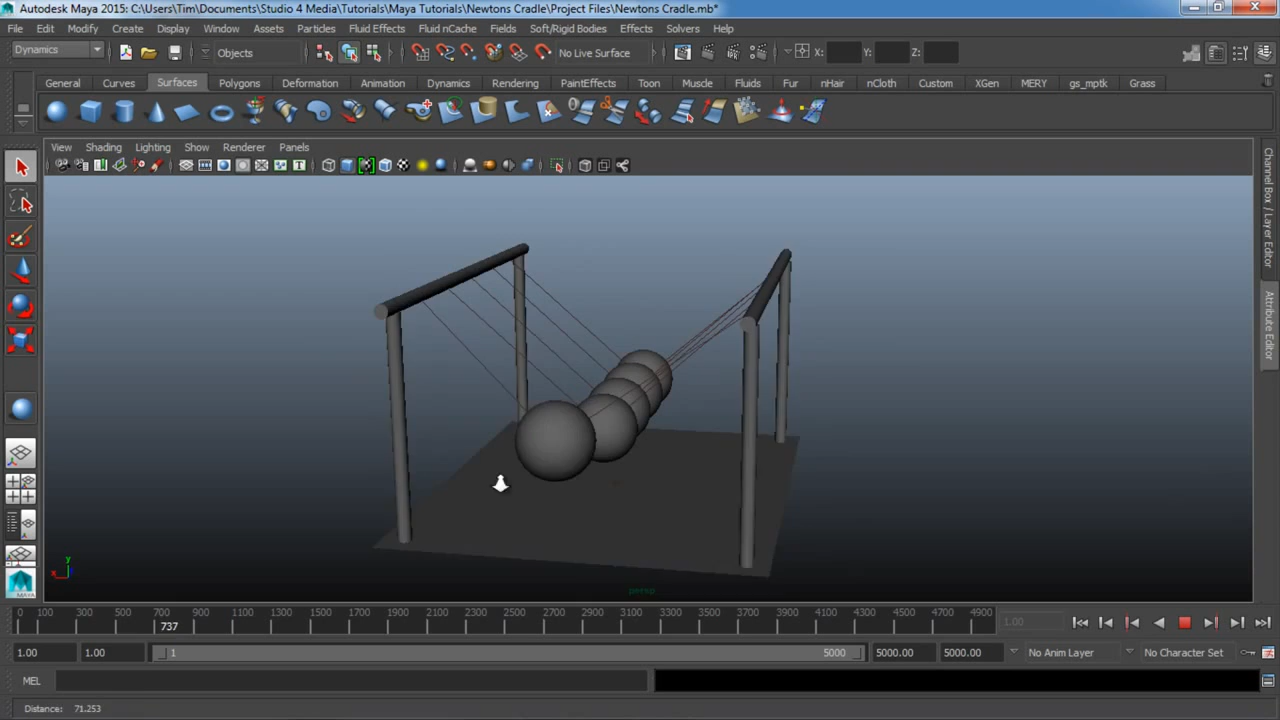 Autodesk Maya 2015: C:\Users\Tim\Documents\Studio 4 Media\Tutorials\Maya Tutorials\Newtons Cradle\Project Files\Newtons Cradle.mb*
File Edit Modify Create Display Window Assets Particles Fluid Effects Fluid nCache Fields Soft/Rigid Bodies Effects Solvers Help
Dynamics Objects No Live Surface X: Y: Z:
General Curves Surfaces Polygons Deformation Animation Dynamics Rendering PaintEffects Toon Muscle Fluids Fur nHair nCloth Custom XGen MERY gs_mptk Grass
View Shading Lighting Show Renderer Panels
Channel Box / Layer Editor
Attribute Editor
y
x
persp
MAYA
0 100 300 500 700 900 1100 1300 1500 1700 1900 2100 2300 2500 2700 2900 3100 3300 3500 3700 3900 4100 4300 4500 4700 4900 1.00
737
1.00 1.00 1 5000 5000.00 5000.00 No Anim Layer No Character Set
MEL
Distance: 71.253